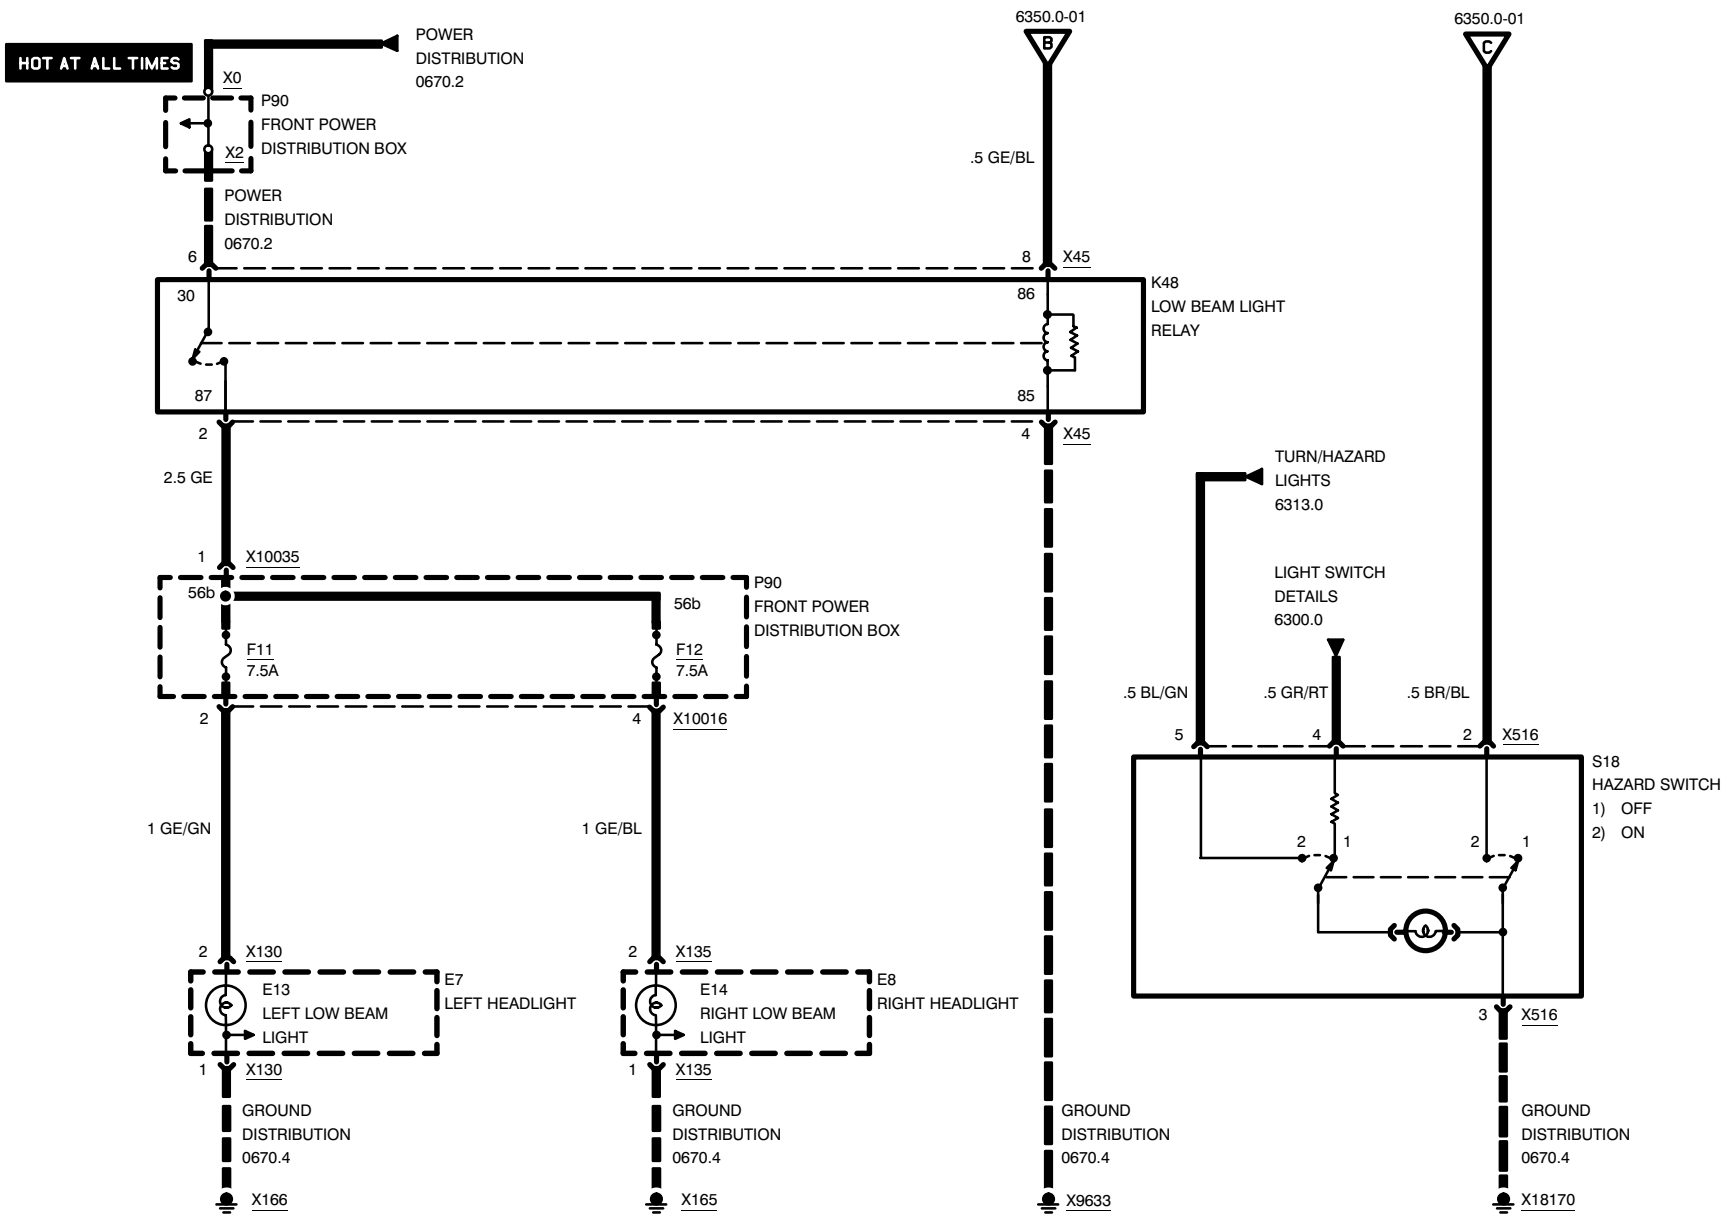 6350.0-01
6350.0-01
B
C
POWER
DISTRIBUTION
0670.2
HOT AT ALL TIMES
X0
P90
FRONT POWER
DISTRIBUTION BOX
X2
.5 GE/BL
POWER
DISTRIBUTION
0670.2
6
8
X45
30
86
K48
LOW BEAM LIGHT
RELAY
87
85
2
4
X45
2.5 GE
TURN/HAZARD
LIGHTS
6313.0
1
X10035
LIGHT SWITCH
DETAILS
6300.0
56b
56b
P90
FRONT POWER
DISTRIBUTION BOX
F11
7.5A
F12
7.5A
.5 BL/GN
.5 GR/RT
.5 BR/BL
2
4
X10016
5
4
2
X516
S18
HAZARD SWITCH
1) OFF
2) ON
1 GE/GN
1 GE/BL
2
1
2
1
2
X130
2
X135
E13
LEFT LOW BEAM
LIGHT
E7
LEFT HEADLIGHT
E14
RIGHT LOW BEAM
LIGHT
E8
RIGHT HEADLIGHT
3
X516
1
X130
1
X135
GROUND
DISTRIBUTION
0670.4
GROUND
DISTRIBUTION
0670.4
GROUND
DISTRIBUTION
0670.4
GROUND
DISTRIBUTION
0670.4
X166
X165
X9633
X18170